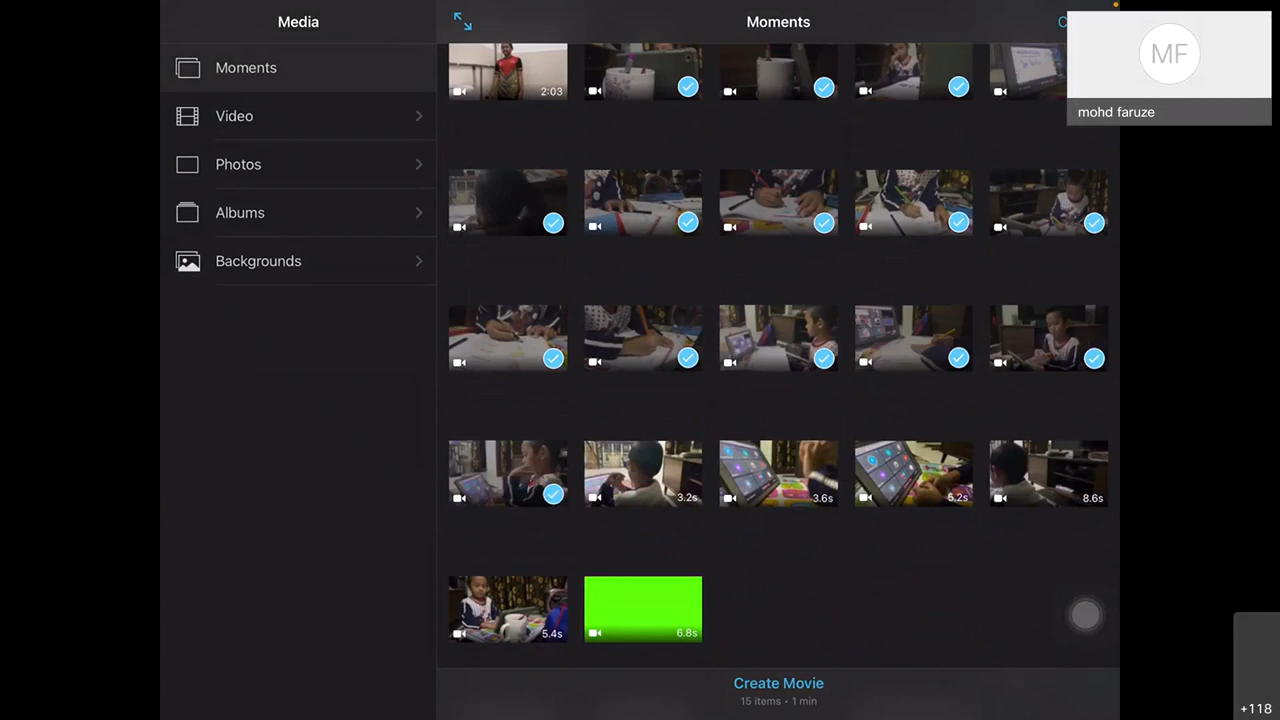 Media
Moments
C
MF
mohd faruze
Moments
Video
Photos
Albums
Backgrounds
2:03
3.2s
3.6s
5.2s
8.6s
5.4s
6.8s
Create Movie
15 items • 1 min
+118